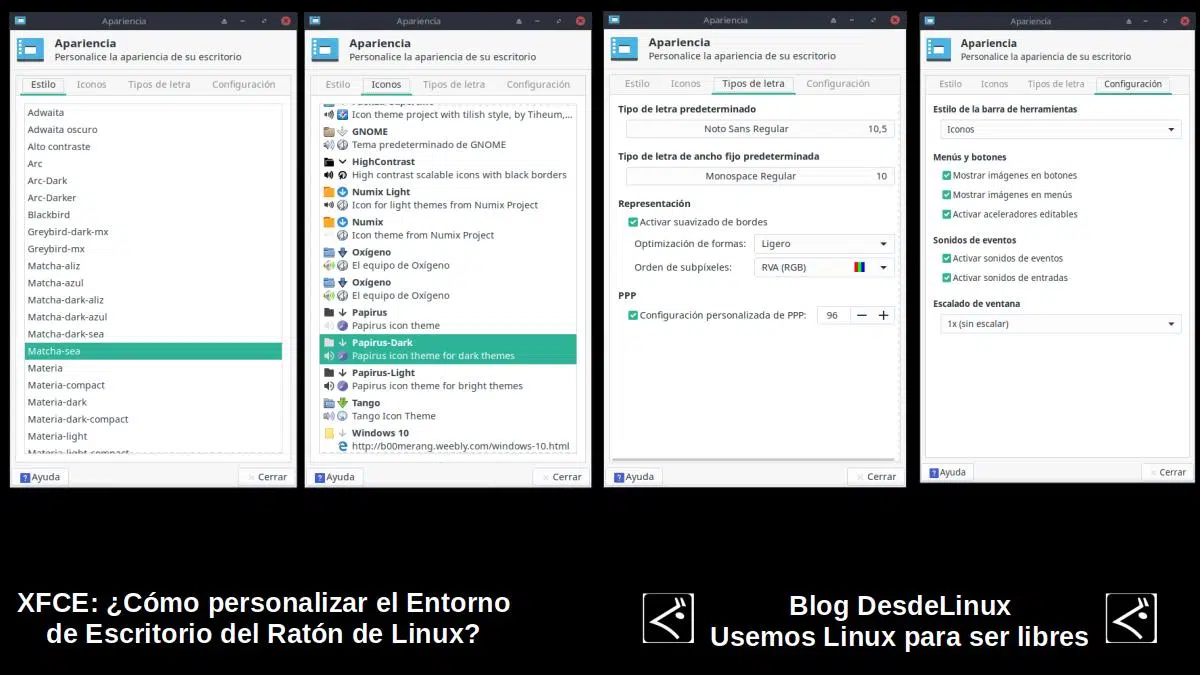 Apariencia
Apariencia
Personalice la apariencia de su escritorio
Estilo Iconos Tipos de letra Configuración
Adwaita
Adwaita oscuro
Alto contraste
Arc
Arc-Dark
Arc-Darker
Blackbird
Greybird-dark-mx
Greybird-mx
Matcha-aliz
Matcha-azul
Matcha-dark-aliz
Matcha-dark-azul
Matcha-dark-sea
Matcha-sea
Materia
Materia-compact
Materia-dark
Materia-dark-compact
Materia-light
Materia-light-compact
Ayuda Cerrar
Apariencia
Apariencia
Personalice la apariencia de su escritorio
Estilo Iconos Tipos de letra Configuración
Icon theme project with tilish style, by Tiheum,...
GNOME
Tema predeterminado de GNOME
HighContrast
High contrast scalable icons with black borders
Numix Light
Icon for light themes from Numix Project
Numix
Icon theme from Numix Project
Oxígeno
El equipo de Oxígeno
Oxígeno
El equipo de Oxígeno
Papirus
Papirus icon theme
Papirus-Dark
Papirus icon theme for dark themes
Papirus-Light
Papirus icon theme for bright themes
Tango
Tango Icon Theme
Windows 10
http://b00merang.weebly.com/windows-10.html
Ayuda Cerrar
Apariencia
Apariencia
Personalice la apariencia de su escritorio
Estilo Iconos Tipos de letra Configuración
Tipo de letra predeterminado
Noto Sans Regular 10,5
Tipo de letra de ancho fijo predeterminada
Monospace Regular 10
Representación
Activar suavizado de bordes
Optimización de formas: Ligero
Orden de subpíxeles: RVA (RGB)
PPP
Configuración personalizada de PPP: 96
Ayuda Cerrar
Apariencia
Apariencia
Personalice la apariencia de su escritorio
Estilo Iconos Tipos de letra Configuración
Estilo de la barra de herramientas
Iconos
Menús y botones
Mostrar imágenes en botones
Mostrar imágenes en menús
Activar aceleradores editables
Sonidos de eventos
Activar sonidos de eventos
Activar sonidos de entradas
Escalado de ventana
1x (sin escalar)
Ayuda Cerrar
XFCE: ¿Cómo personalizar el Entorno
de Escritorio del Ratón de Linux?
Blog DesdeLinux
Usemos Linux para ser libres